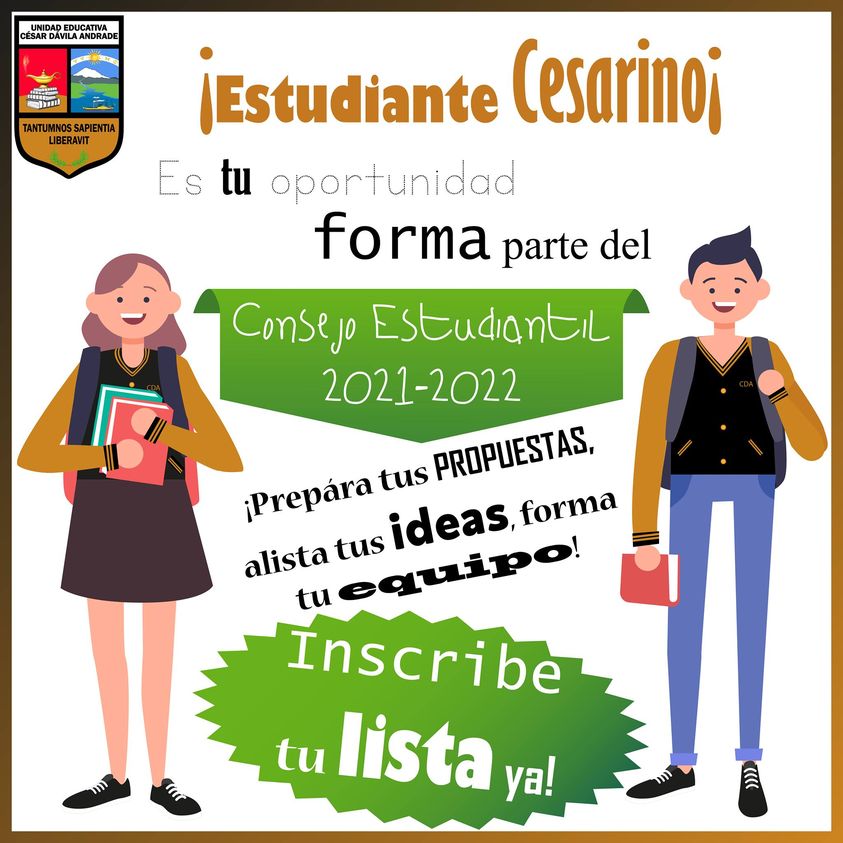 UNIDAD EDUCATIVA
CÉSAR DÁVILA ANDRADE
TANTUMNOS SAPIENTIA
LIBERAVIT
¡Estudiante Cesarino¡
Es tu oportunidad
forma parte del
Consejo Estudiantil
2021-2022
¡Prepára tus PROPUESTAS,
alista tus ideas, forma
tu equipo!
Inscribe
tu lista ya!
CDA
CDA